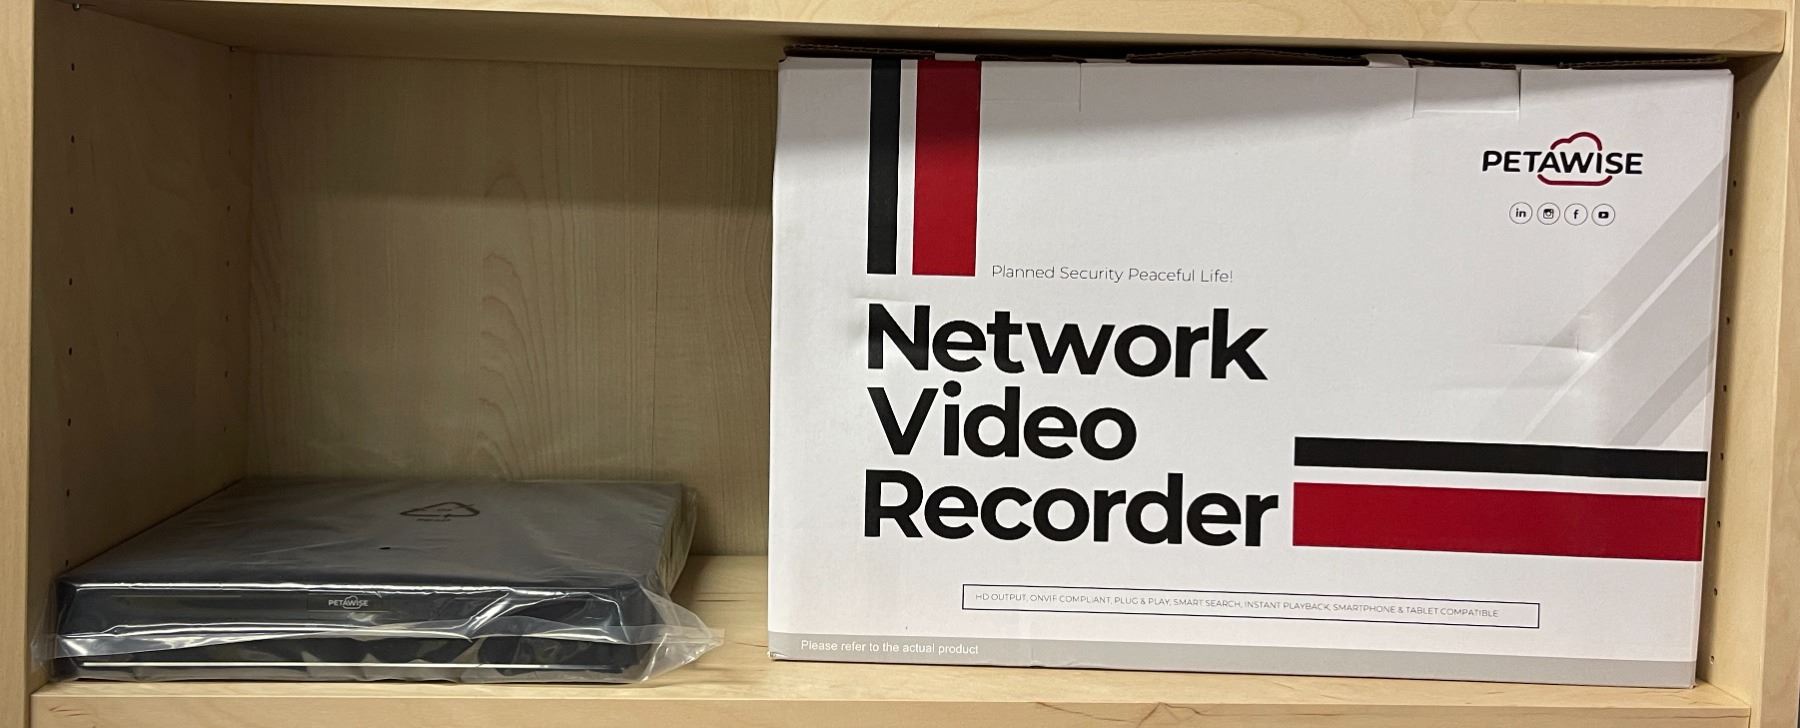 PETAWISE
PETAWISE
Planned Security Peaceful Life!
Network
Video
Recorder
HD OUTPUT, ONVIF COMPLIANT, PLUG & PLAY, SMART SEARCH, INSTANT PLAYBACK, SMARTPHONE & TABLET COMPATIBLE
Please refer to the actual product